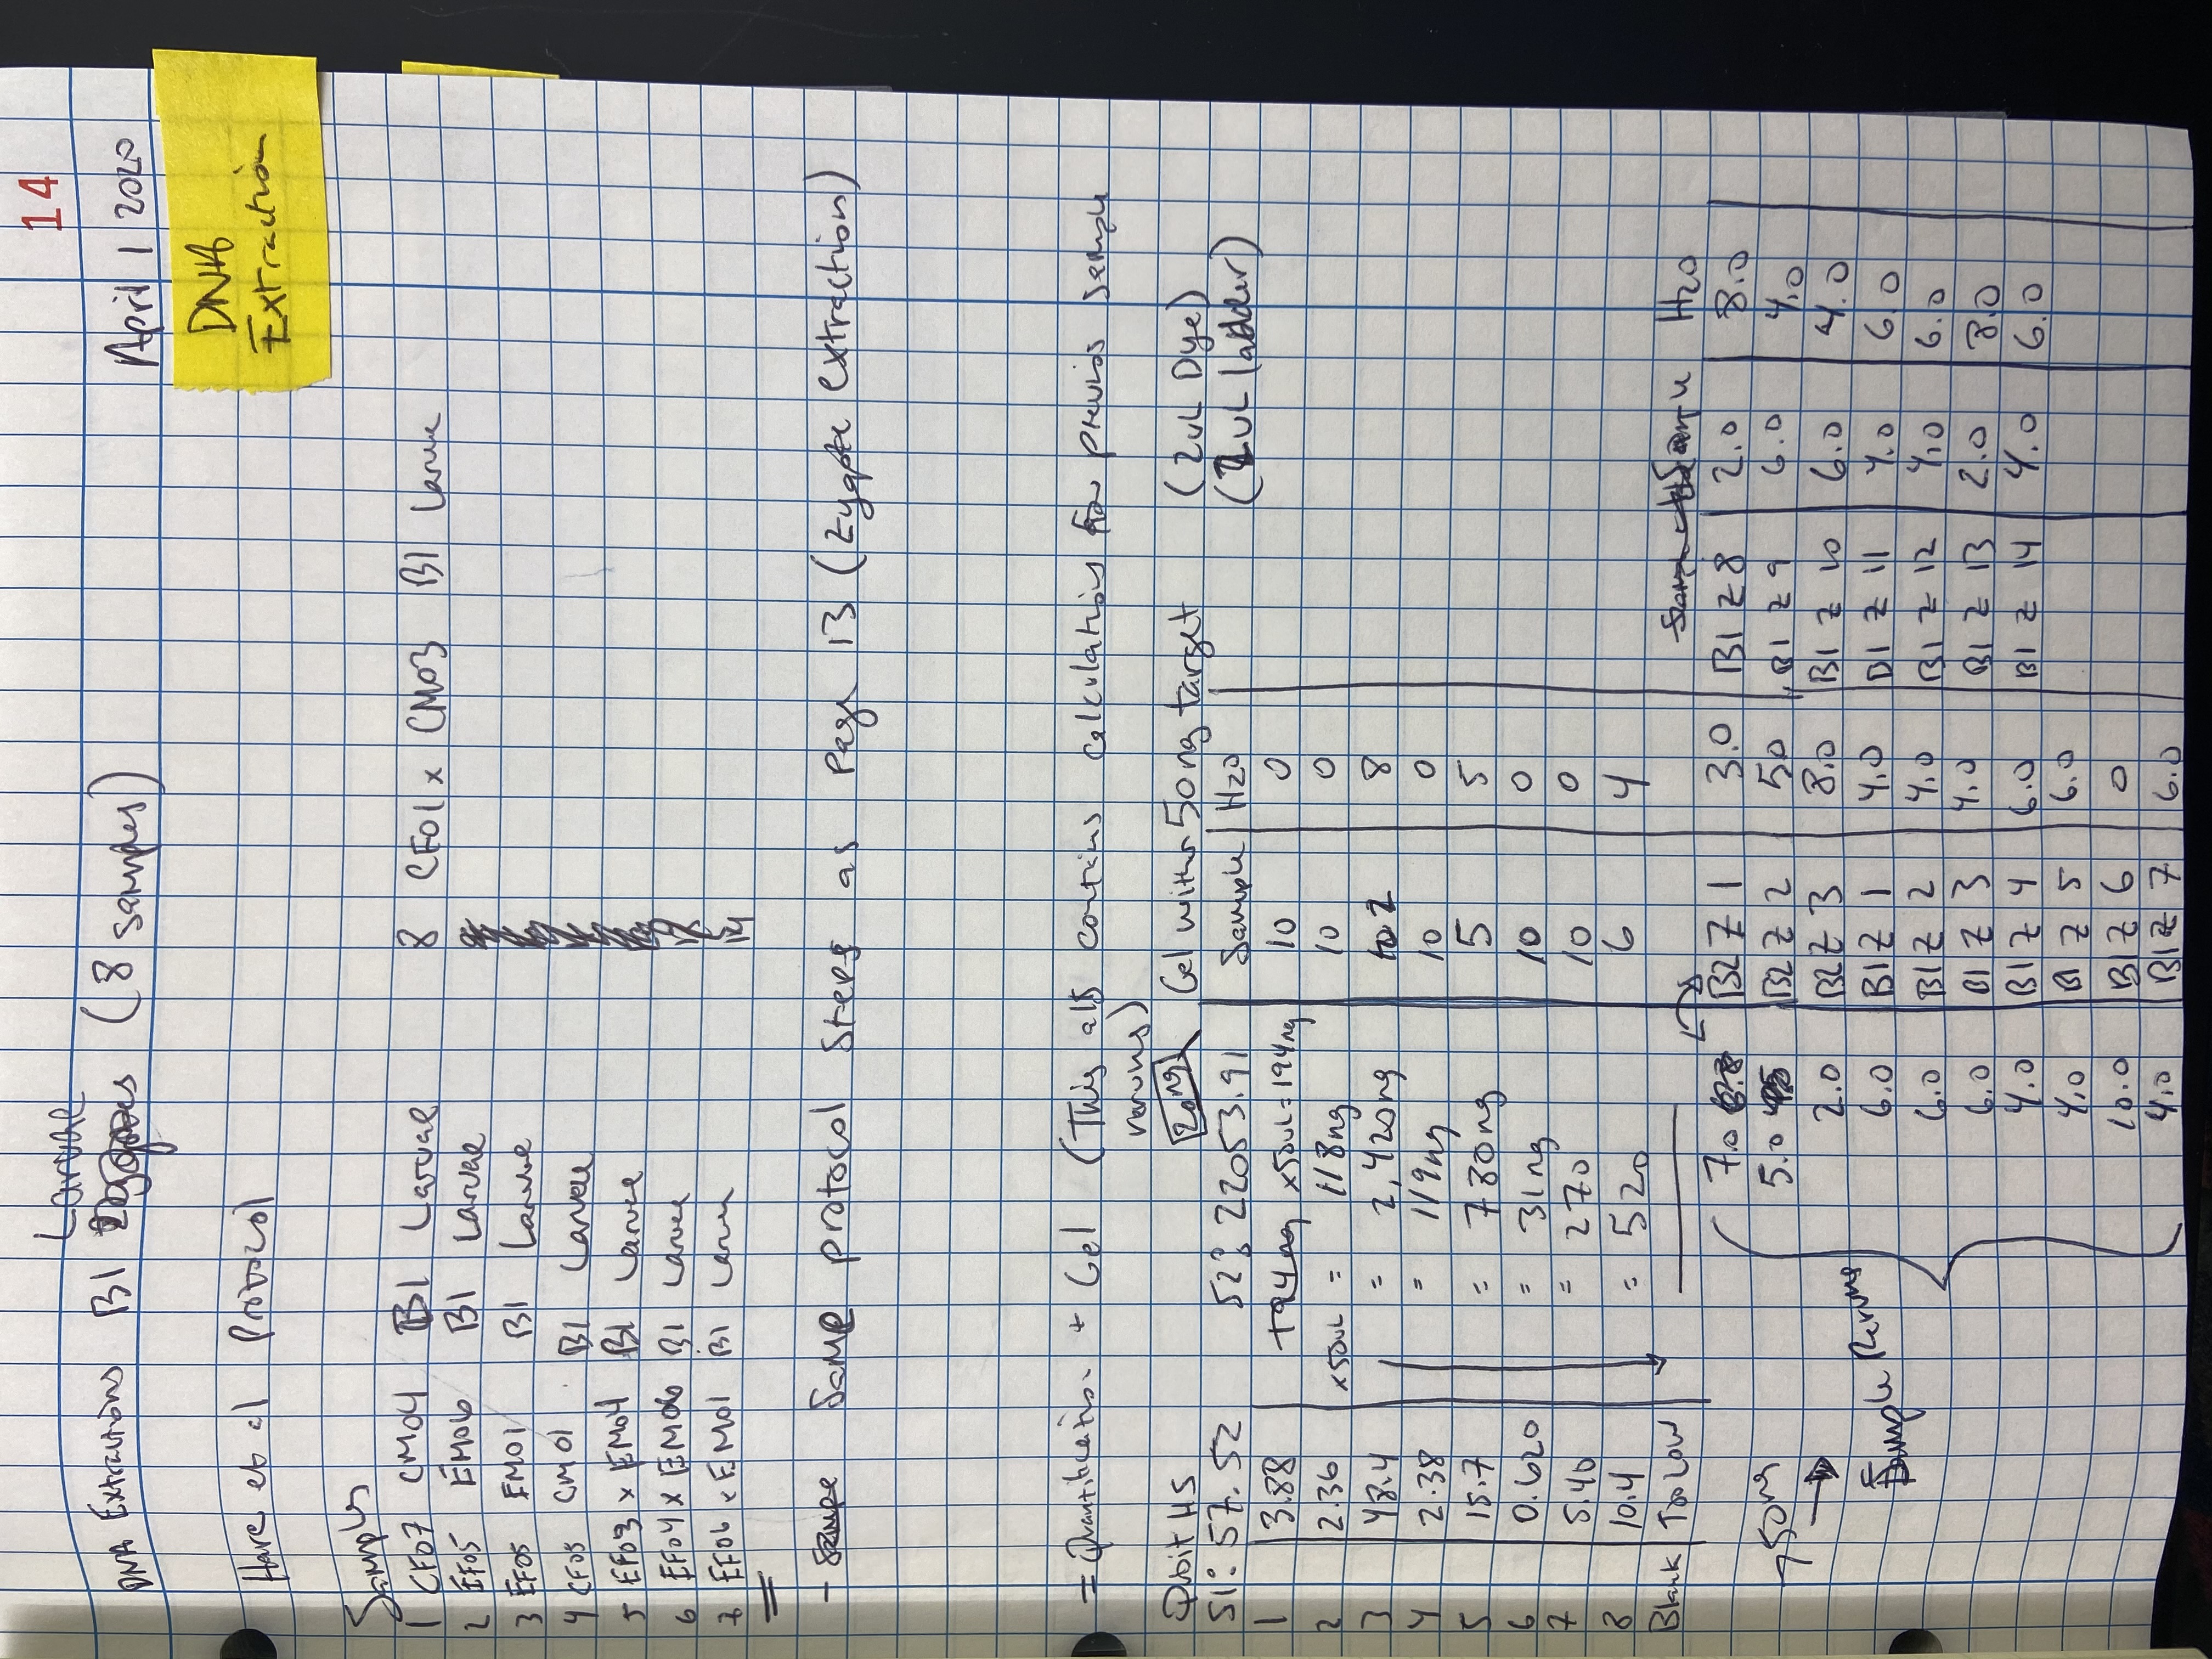 14
Larvae
DNA Extractions B1 (8 samples) April 1 2020
DNA
Extraction
Hare et al Protocol
Samples
1 CF07 CM04 B1 Larvae 8 CF01 x CM03 B1 Larvae
2 EF05 EM06 B1 Larvae
3 EF05 EM01 B1 Larvae
4 CF05 CM01 B1 Larvae
5 EF03 x EM04 B1 Larvae
6 EF04 x EM06 B1 Larvae
7 EF06 x EM01 B1 Larvae
14
- Same protocol steps as Page 13 (Zygote extraction)
= Quantification + Gel (This also contains calculations for previous sample
reruns)
Qubit HS 20ng Gel with 50ng target (2uL Dye)
S1: 57.52 S2: 22053.91 Sample H2O (2uL ladder)
1 3.88 x50uL = 194ng 10 0
2 2.36 x50uL = 118ng 10 0
3 48.4 = 2,420ng 2 8
4 2.38 = 119ng 10 0
5 15.7 = 780ng 5 5
6 0.620 = 31ng 10 0
7 5.40 = 270 10 0
8 10.4 = 520 6 4
Blank Too Low Sample H2O
7.0 B2 Z 1 3.0 B1 Z 8 2.0 8.0
50ng 5.0 B2 Z 2 5.0 B1 Z 9 6.0 4.0
2.0 B2 Z 3 8.0 B1 Z 10 6.0 4.0
Sample Reruns 6.0 B1 Z 1 4.0 B1 Z 11 4.0 6.0
6.0 B1 Z 2 4.0 B1 Z 12 4.0 6.0
6.0 B1 Z 3 4.0 B1 Z 13 2.0 8.0
4.0 B1 Z 4 6.0 B1 Z 14 4.0 6.0
4.0 B1 Z 5 6.0
10.0 B1 Z 6 0
4.0 B1 Z 7 6.0